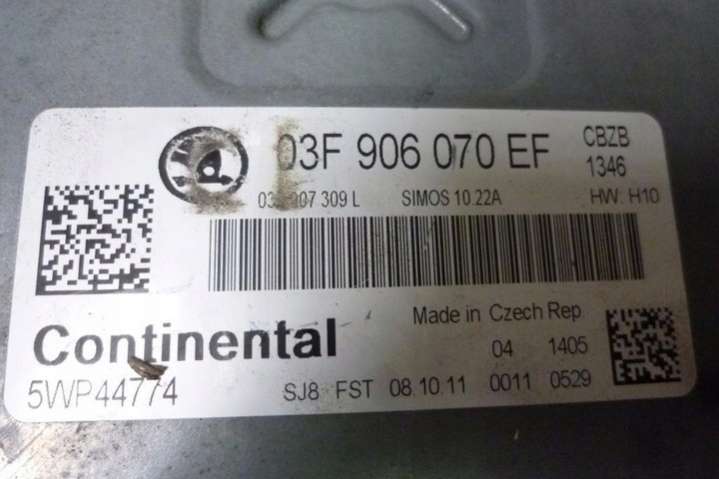 03F 906 070 EF CBZB
1346
309 L SIMOS 10.22A HW: H10
Continental Made in Czech Rep.
04 1405
5WP44774 SJ8 FST 08.10.11 0011 0529